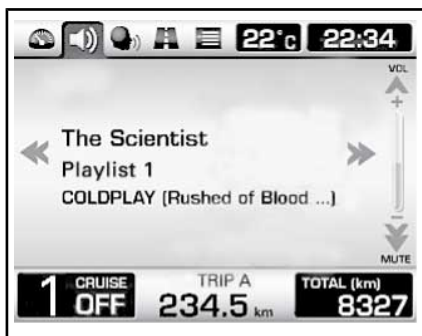 22°c 22:34
VOL
+
The Scientist
Playlist 1
COLDPLAY (Rushed of Blood ...)
−
MUTE
1 CRUISE OFF TRIP A 234.5 km TOTAL (km) 8327